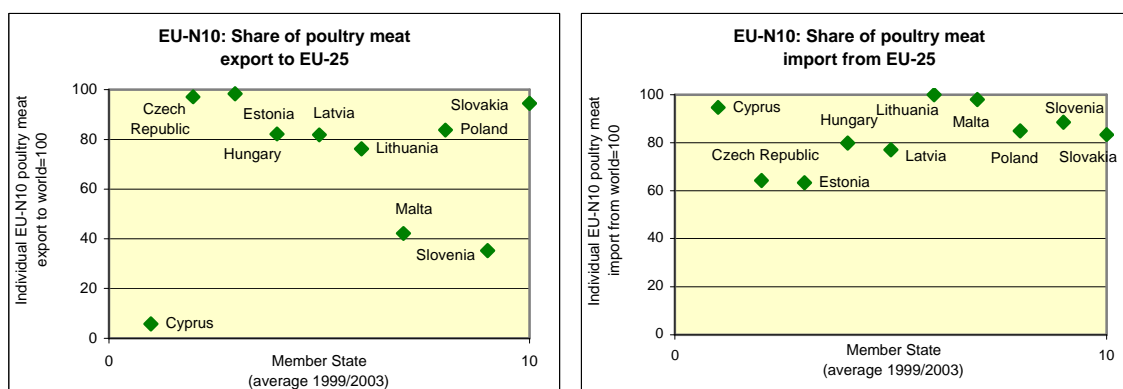 EU-N10: Share of poultry meat
export to EU-25
Individual EU-N10 poultry meat
export to world=100
100
80
60
40
20
0
Czech
Republic
Estonia
Hungary
Latvia
Lithuania
Slovakia
Poland
Malta
Slovenia
Cyprus
0
10
Member State
(average 1999/2003)
EU-N10: Share of poultry meat
import from EU-25
Individual EU-N10 poultry meat
import from world=100
100
80
60
40
20
0
Cyprus
Lithuania
Slovenia
Hungary
Malta
Czech Republic
Latvia
Poland
Slovakia
Estonia
0
10
Member State
(average 1999/2003)